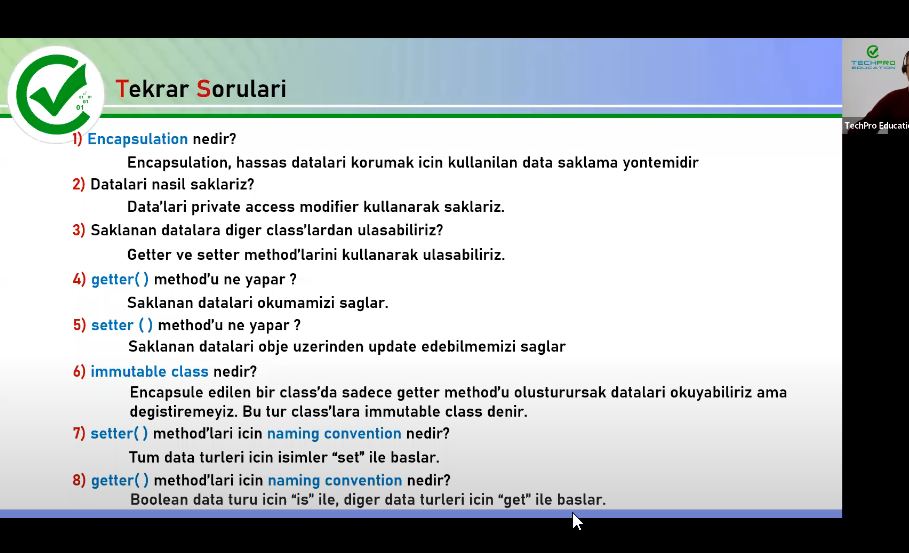 Tekrar Sorulari
TECHPRO
EDUCATION
TechPro Educatio
1) Encapsulation nedir?
Encapsulation, hassas datalari korumak icin kullanilan data saklama yontemidir
2) Datalari nasil saklariz?
Data'lari private access modifier kullanarak saklariz.
3) Saklanan datalara diger class'lardan ulasabiliriz?
Getter ve setter method'larini kullanarak ulasabiliriz.
4) getter( ) method'u ne yapar ?
Saklanan datalari okumamizi saglar.
5) setter ( ) method'u ne yapar ?
Saklanan datalari obje uzerinden update edebilmemizi saglar
6) immutable class nedir?
Encapsule edilen bir class'da sadece getter method'u olusturursak datalari okuyabiliriz ama
degistiremeyiz. Bu tur class'lara immutable class denir.
7) setter( ) method'lari icin naming convention nedir?
Tum data turleri icin isimler “set” ile baslar.
8) getter( ) method'lari icin naming convention nedir?
Boolean data turu icin “is” ile, diger data turleri icin “get” ile baslar.